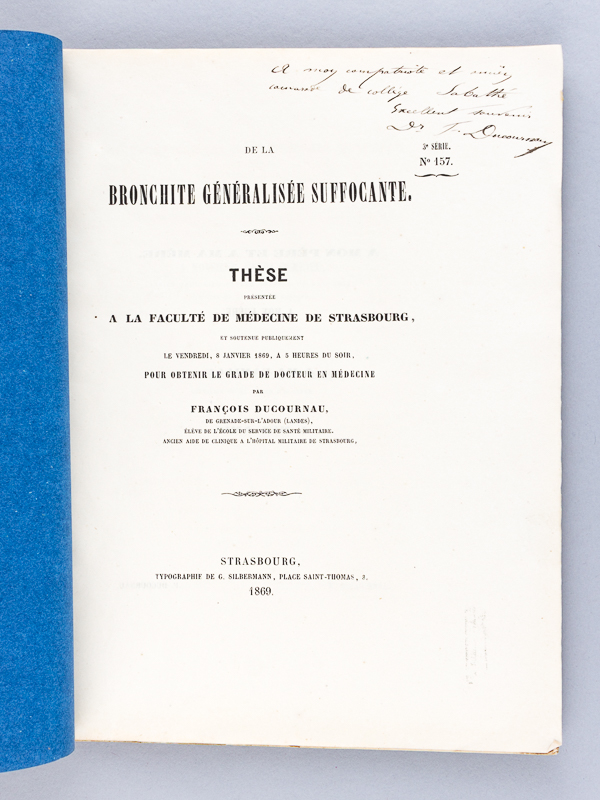 A mon compatriote et
camarade de collège Sabathé
Excellent souvenir
Dr F. Ducournau
3e SÉRIE.
No 157.
DE LA
BRONCHITE GÉNÉRALISÉE SUFFOCANTE.
THÈSE
PRÉSENTÉE
A LA FACULTÉ DE MÉDECINE DE STRASBOURG,
ET SOUTENUE PUBLIQUEMENT
LE VENDREDI, 8 JANVIER 1869, A 5 HEURES DU SOIR,
POUR OBTENIR LE GRADE DE DOCTEUR EN MÉDECINE
PAR
FRANÇOIS DUCOURNAU,
DE GRENADE-SUR-L'ADOUR (LANDES),
ÉLÈVE DE L'ÉCOLE DU SERVICE DE SANTÉ MILITAIRE,
ANCIEN AIDE DE CLINIQUE A L'HÔPITAL MILITAIRE DE STRASBOURG,
STRASBOURG,
TYPOGRAPHIE DE G. SILBERMANN, PLACE SAINT-THOMAS, 3.
1869.